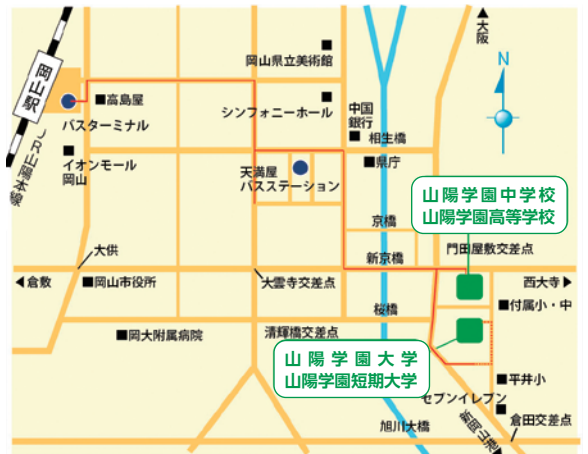 ▲大阪
N
岡山駅
JR山陽本線
■高島屋
バスターミナル
■イオンモール
岡山
岡山県立美術館
シンフォニーホール
中国
銀行
相生橋
■県庁
天満屋
バスステーション
京橋
新京橋
山陽学園中学校
山陽学園高等学校
門田屋敷交差点
大供
◀倉敷
■岡山市役所
大雲寺交差点
西大寺▶
■付属小・中
桜橋
■岡大附属病院
清輝橋交差点
山陽学園大学
山陽学園短期大学
■平井小
セブンイレブン
倉田交差点
旭川大橋
新岡山港▶